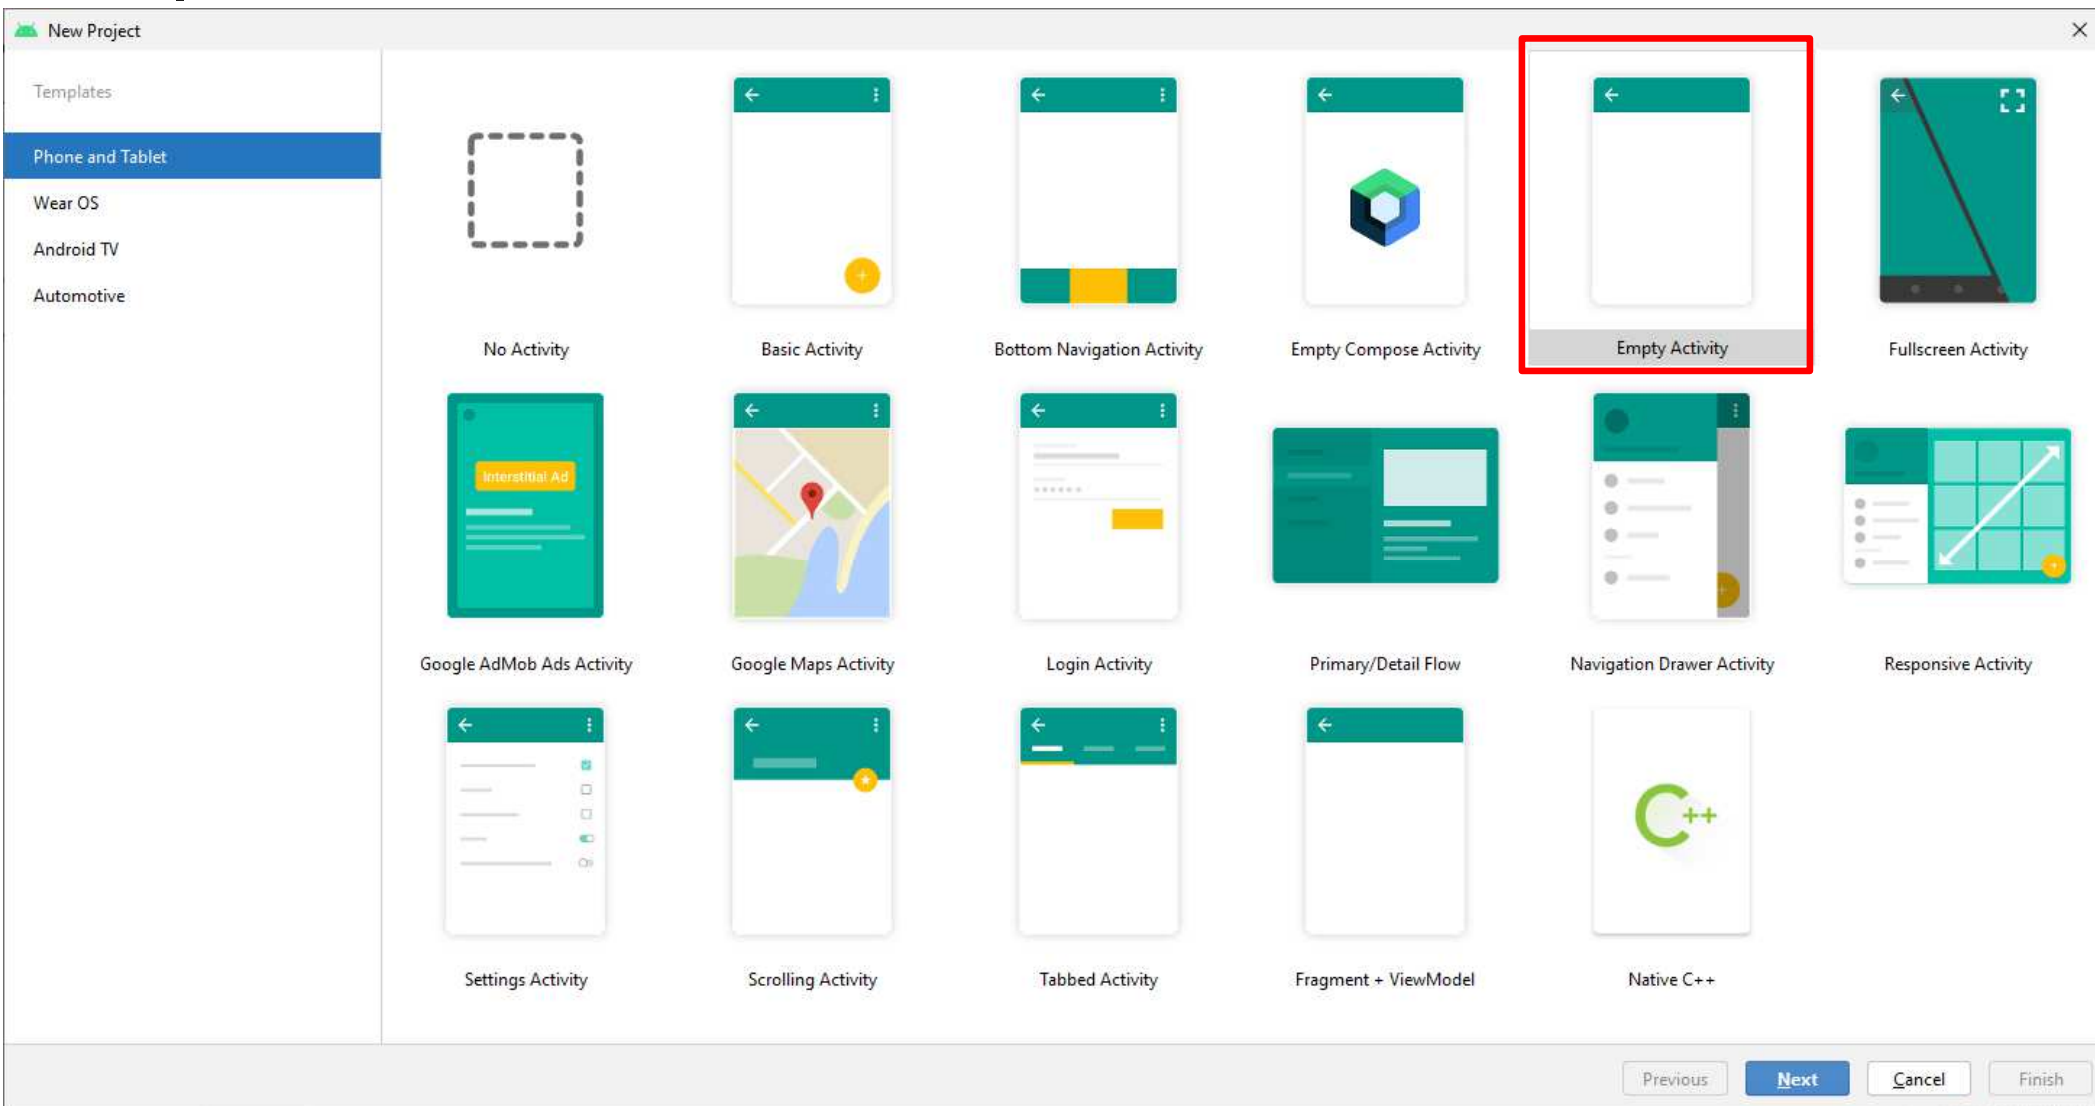 New Project
Templates
Phone and Tablet
Wear OS
Android TV
Automotive
No Activity
Basic Activity
Bottom Navigation Activity
Empty Compose Activity
Empty Activity
Fullscreen Activity
Interstitial Ad
Google AdMob Ads Activity
Google Maps Activity
Login Activity
Primary/Detail Flow
Navigation Drawer Activity
Responsive Activity
C++
Settings Activity
Scrolling Activity
Tabbed Activity
Fragment + ViewModel
Native C++
Previous
Next
Cancel
Finish